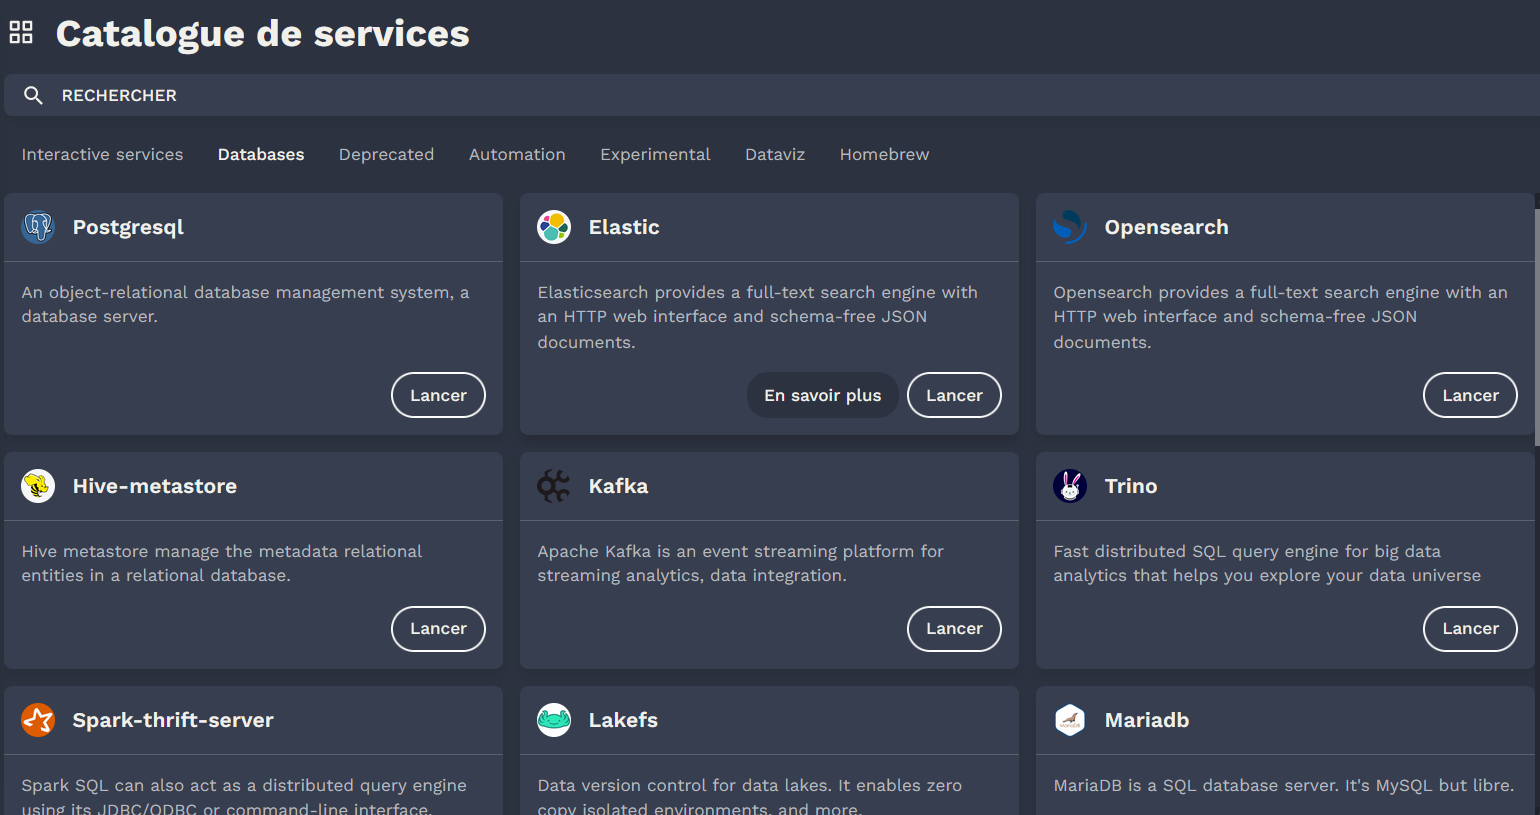 Catalogue de services
RECHERCHER
Interactive services Databases Deprecated Automation Experimental Dataviz Homebrew
Postgresql
An object-relational database management system, a
database server.
Lancer
Elastic
Elasticsearch provides a full-text search engine with
an HTTP web interface and schema-free JSON
documents.
En savoir plus Lancer
Opensearch
Opensearch provides a full-text search engine with an
HTTP web interface and schema-free JSON
documents.
Lancer
Hive-metastore
Hive metastore manage the metadata relational
entities in a relational database.
Lancer
Kafka
Apache Kafka is an event streaming platform for
streaming analytics, data integration.
Lancer
Trino
Fast distributed SQL query engine for big data
analytics that helps you explore your data universe
Lancer
Spark-thrift-server
Spark SQL can also act as a distributed query engine
using its JDBC/ODBC or command-line interface.
Lakefs
Data version control for data lakes. It enables zero
copy isolated environments, and more.
Mariadb
MariaDB is a SQL database server. It's MySQL but libre.